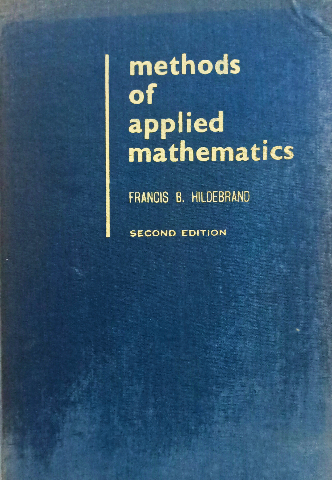 methods
of
applied
mathematics
FRANCIS B. HILDEBRAND
SECOND EDITION